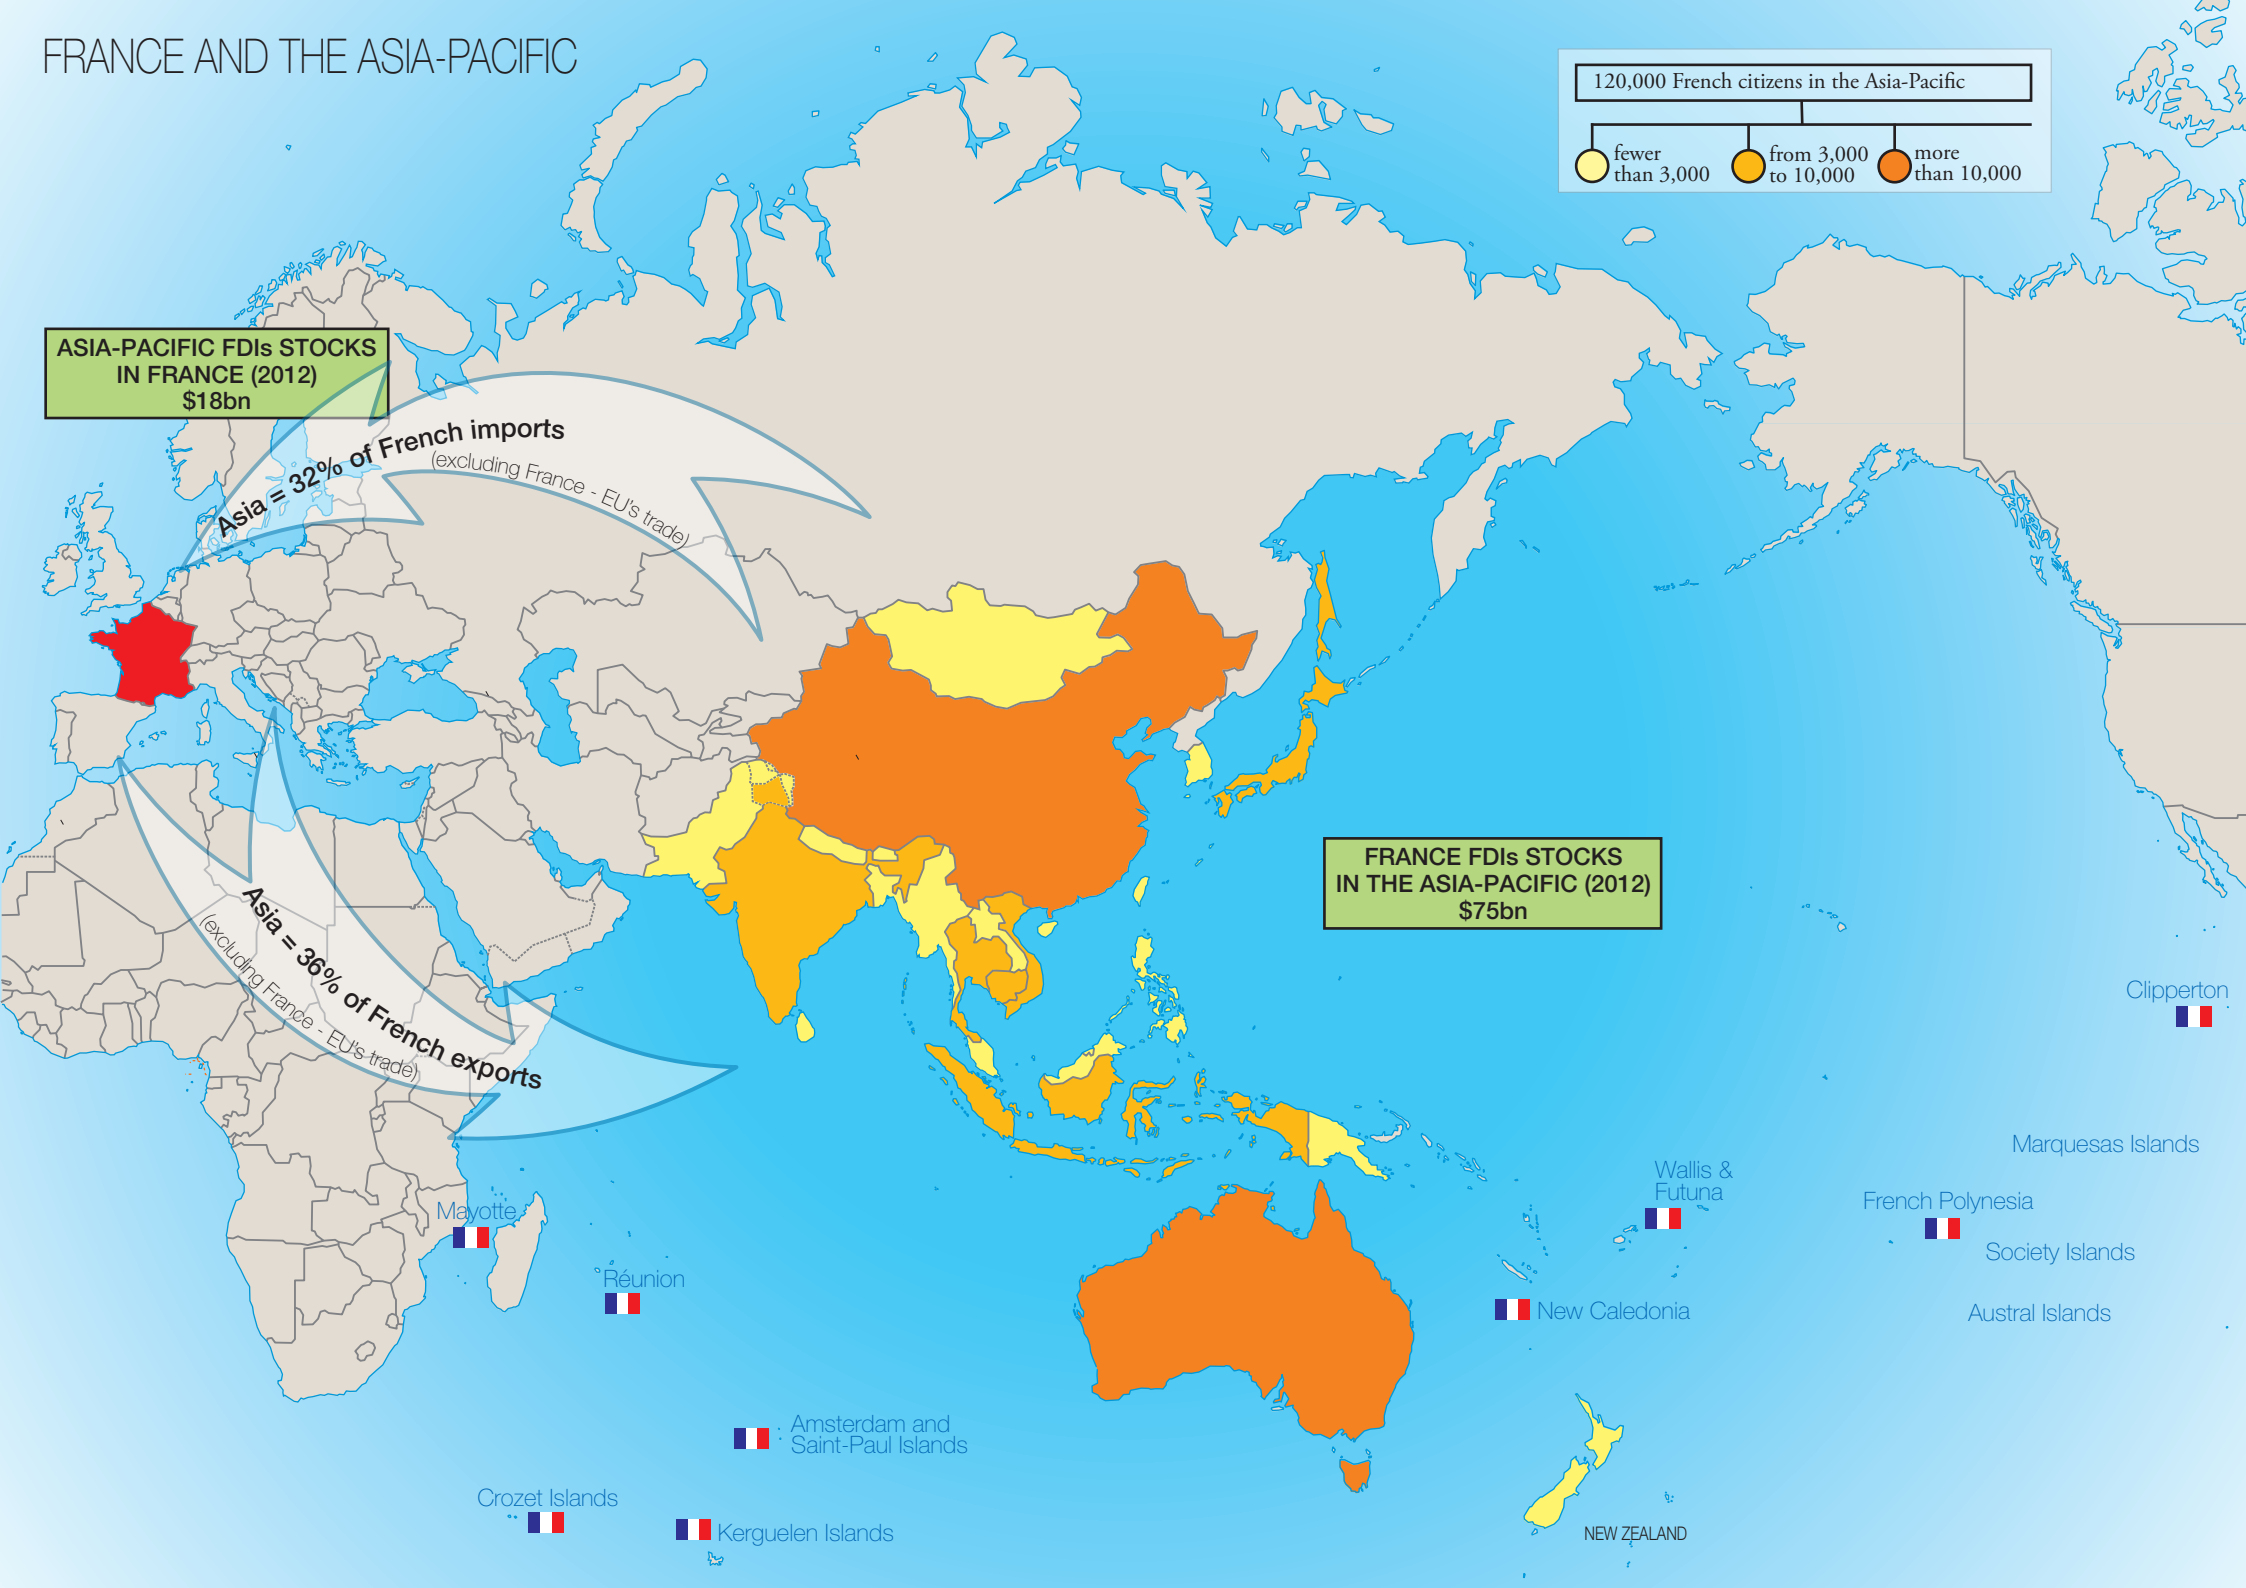 FRANCE AND THE ASIA-PACIFIC
120,000 French citizens in the Asia-Pacific
fewer
than 3,000
from 3,000
to 10,000
more
than 10,000
ASIA-PACIFIC FDIs STOCKS
IN FRANCE (2012)
$18bn
Asia = 32% of French imports
(excluding France - EU's trade)
FRANCE FDIs STOCKS
IN THE ASIA-PACIFIC (2012)
$75bn
Asia = 36% of French exports
(excluding France - EU's trade)
Clipperton
Marquesas Islands
Wallis &
Futuna
French Polynesia
Mayotte
Society Islands
Réunion
New Caledonia
Austral Islands
Amsterdam and
Saint-Paul Islands
Crozet Islands
Kerguelen Islands
NEW ZEALAND